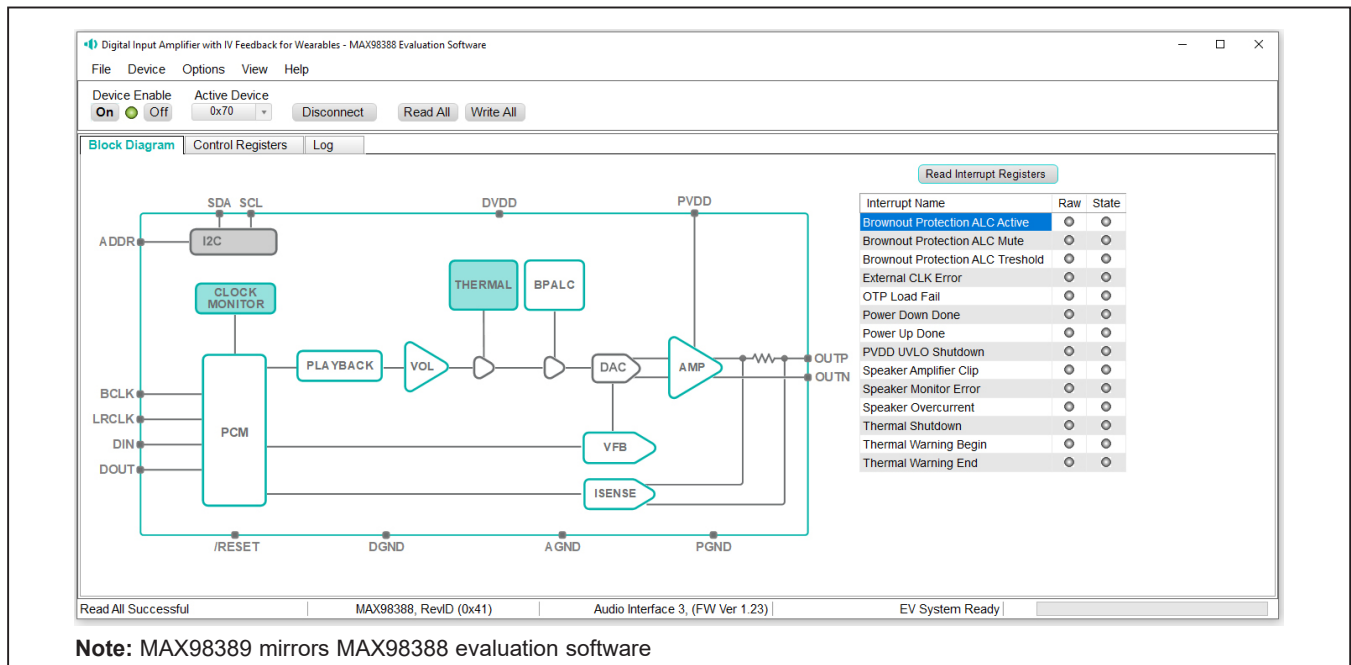 Digital Input Amplifier with IV Feedback for Wearables - MAX98388 Evaluation Software
File Device Options View Help
Device Enable Active Device
On Off 0x70 Disconnect Read All Write All
Block Diagram Control Registers Log
Read Interrupt Registers
SDA SCL DVDD PVDD
ADDR I2C
CLOCK
MONITOR
THERMAL BPALC
PLAYBACK VOL DAC AMP OUTP
OUTN
BCLK
LRCLK
PCM
DIN VFB
DOUT
ISENSE
/RESET DGND AGND PGND
Interrupt Name Raw State
Brownout Protection ALC Active
Brownout Protection ALC Mute
Brownout Protection ALC Treshold
External CLK Error
OTP Load Fail
Power Down Done
Power Up Done
PVDD UVLO Shutdown
Speaker Amplifier Clip
Speaker Monitor Error
Speaker Overcurrent
Thermal Shutdown
Thermal Warning Begin
Thermal Warning End
Read All Successful MAX98388, RevID (0x41) Audio Interface 3, (FW Ver 1.23) EV System Ready
Note: MAX98389 mirrors MAX98388 evaluation software